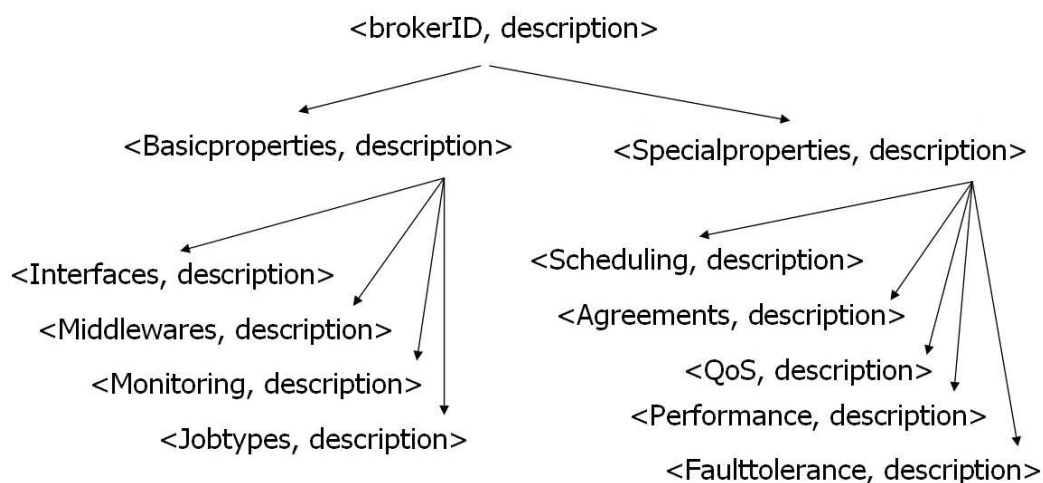 <brokerID, description>
<Basicproperties, description>
<Specialproperties, description>
<Interfaces, description>
<Middlewares, description>
<Monitoring, description>
<Jobtypes, description>
<Scheduling, description>
<Agreements, description>
<QoS, description>
<Performance, description>
<Faulttolerance, description>